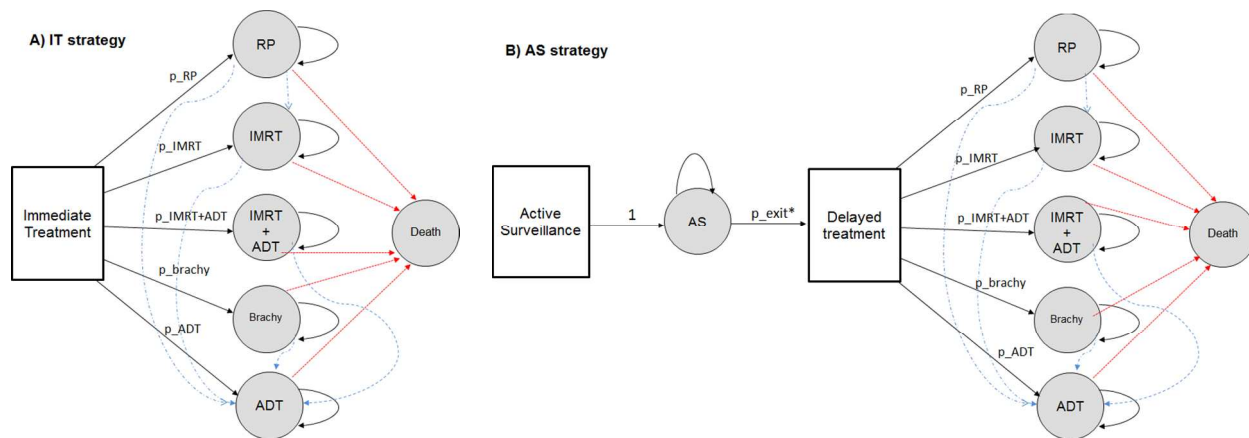 A) IT strategy
p_RP
RP
p_IMRT
IMRT
Immediate
Treatment
p_IMRT+ADT
IMRT
+
ADT
Death
p_brachy
Brachy
p_ADT
ADT
B) AS strategy
Active
Surveillance
1
AS
p_exit*
Delayed
treatment
p_RP
RP
p_IMRT
IMRT
p_IMRT+ADT
IMRT
+
ADT
Death
p_brachy
Brachy
p_ADT
ADT